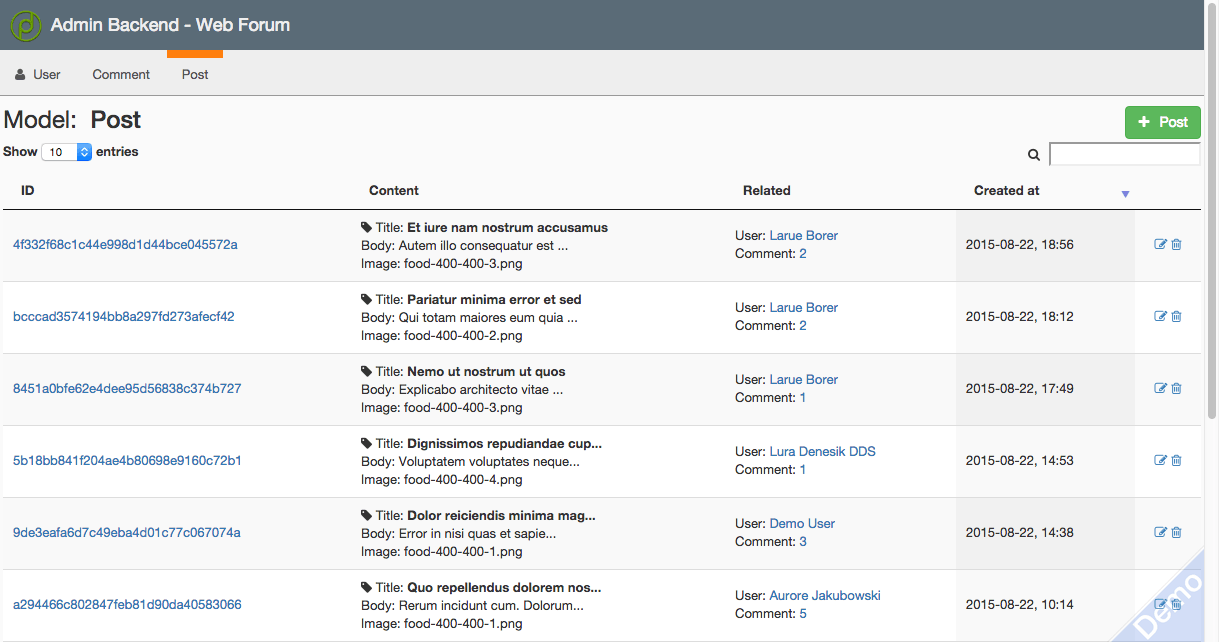 Admin Backend - Web Forum
User Comment Post
Model: Post
+ Post
Show 10 entries
ID Content Related Created at
4f332f68c1c44e998d1d44bce045572a
Title: Et iure nam nostrum accusamus
Body: Autem illo consequatur est ...
Image: food-400-400-3.png
User: Larue Borer
Comment: 2
2015-08-22, 18:56
bcccad3574194bb8a297fd273afecf42
Title: Pariatur minima error et sed
Body: Qui totam maiores eum quia ...
Image: food-400-400-2.png
User: Larue Borer
Comment: 2
2015-08-22, 18:12
8451a0bfe62e4dee95d56838c374b727
Title: Nemo ut nostrum ut quos
Body: Explicabo architecto vitae ...
Image: food-400-400-3.png
User: Larue Borer
Comment: 1
2015-08-22, 17:49
5b18bb841f204ae4b80698e9160c72b1
Title: Dignissimos repudiandae cup...
Body: Voluptatem voluptates neque...
Image: food-400-400-4.png
User: Lura Denesik DDS
Comment: 1
2015-08-22, 14:53
9de3eafa6d7c49eba4d01c77c067074a
Title: Dolor reiciendis minima mag...
Body: Error in nisi quas et sapie...
Image: food-400-400-1.png
User: Demo User
Comment: 3
2015-08-22, 14:38
a294466c802847feb81d90da40583066
Title: Quo repellendus dolorem nos...
Body: Rerum incidunt cum. Dolorum...
Image: food-400-400-1.png
User: Aurore Jakubowski
Comment: 5
2015-08-22, 10:14
Demo